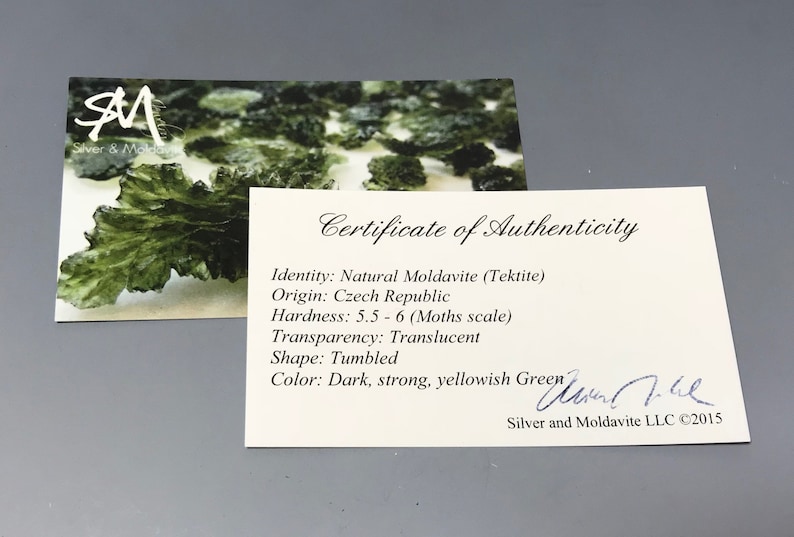 SM
Silver & Moldavite
Certificate of Authenticity
Identity: Natural Moldavite (Tektite)
Origin: Czech Republic
Hardness: 5.5 - 6 (Moths scale)
Transparency: Translucent
Shape: Tumbled
Color: Dark, strong, yellowish Green
Silver and Moldavite LLC ©2015